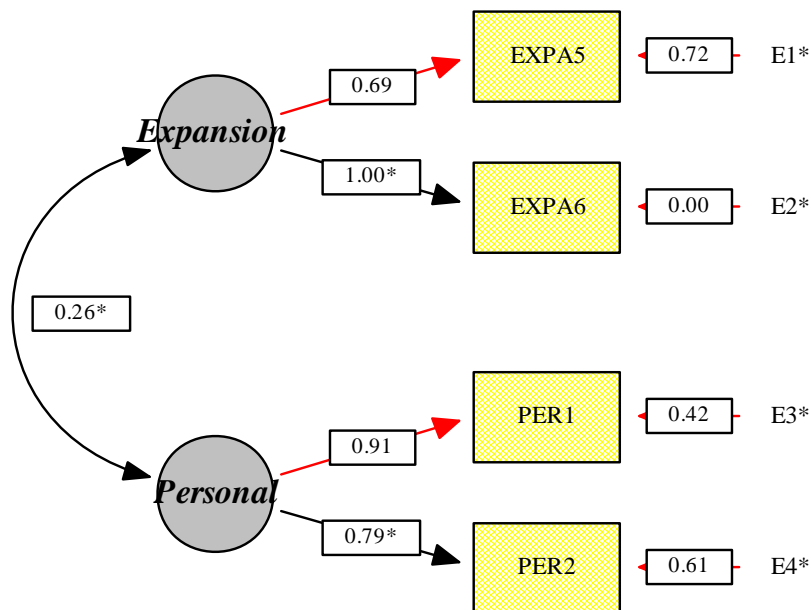 EXPA5
0.72
E1*
0.69
Expansion
1.00*
EXPA6
0.00
E2*
0.26*
PER1
0.42
E3*
0.91
Personal
0.79*
PER2
0.61
E4*